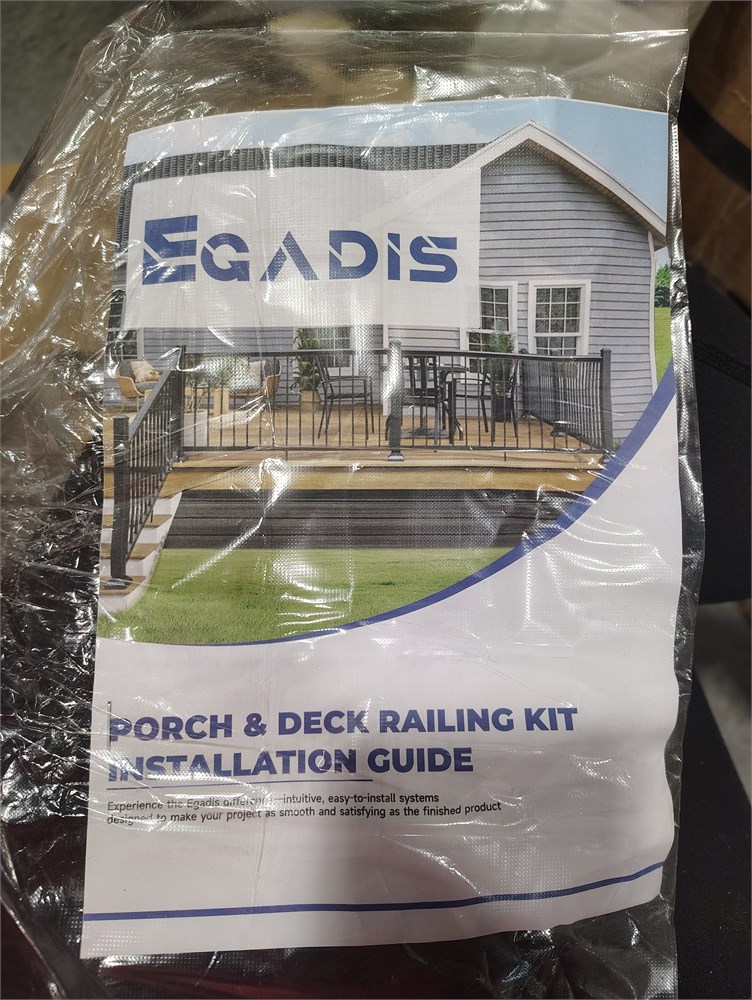 EGADIS
PORCH & DECK RAILING KIT
INSTALLATION GUIDE
Experience the Egadis difference—intuitive, easy-to-install systems
designed to make your project as smooth and satisfying as the finished product